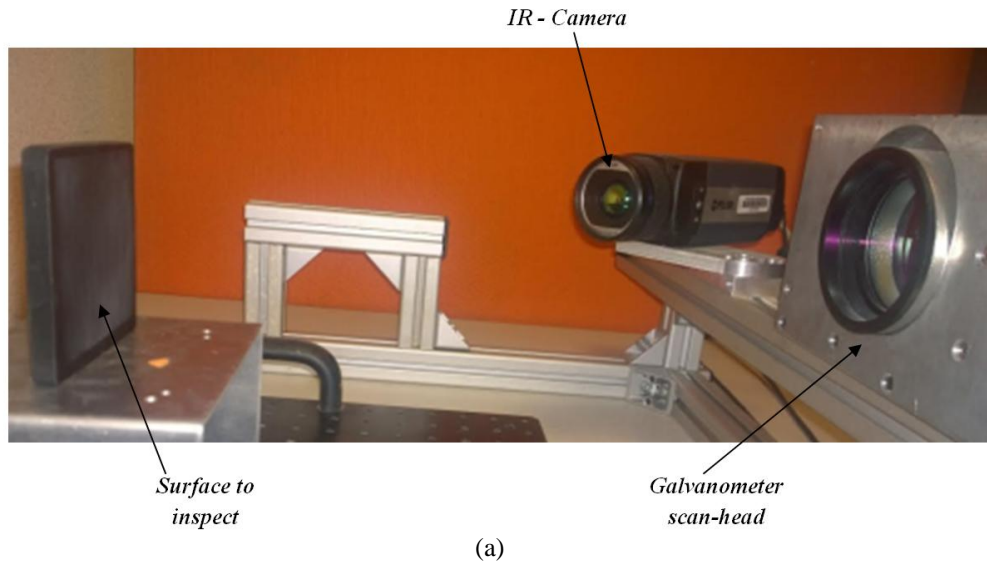 IR - Camera
Surface to
inspect
Galvanometer
scan-head
(a)